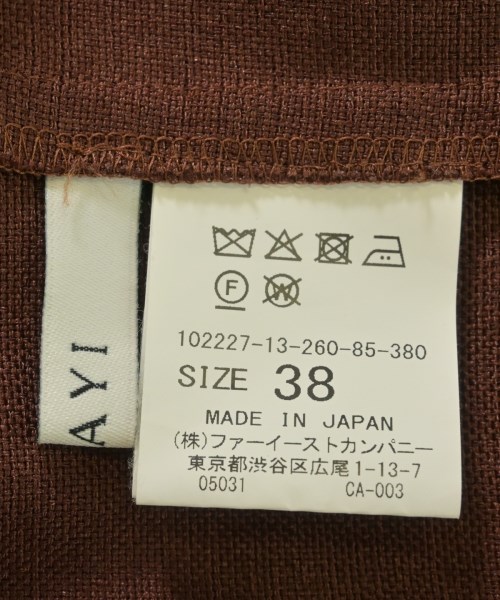 AYI
F
W
102227-13-260-85-380
SIZE 38
MADE IN JAPAN
(株)ファーイーストカンパニー
東京都渋谷区広尾1-13-7
05031 CA-003